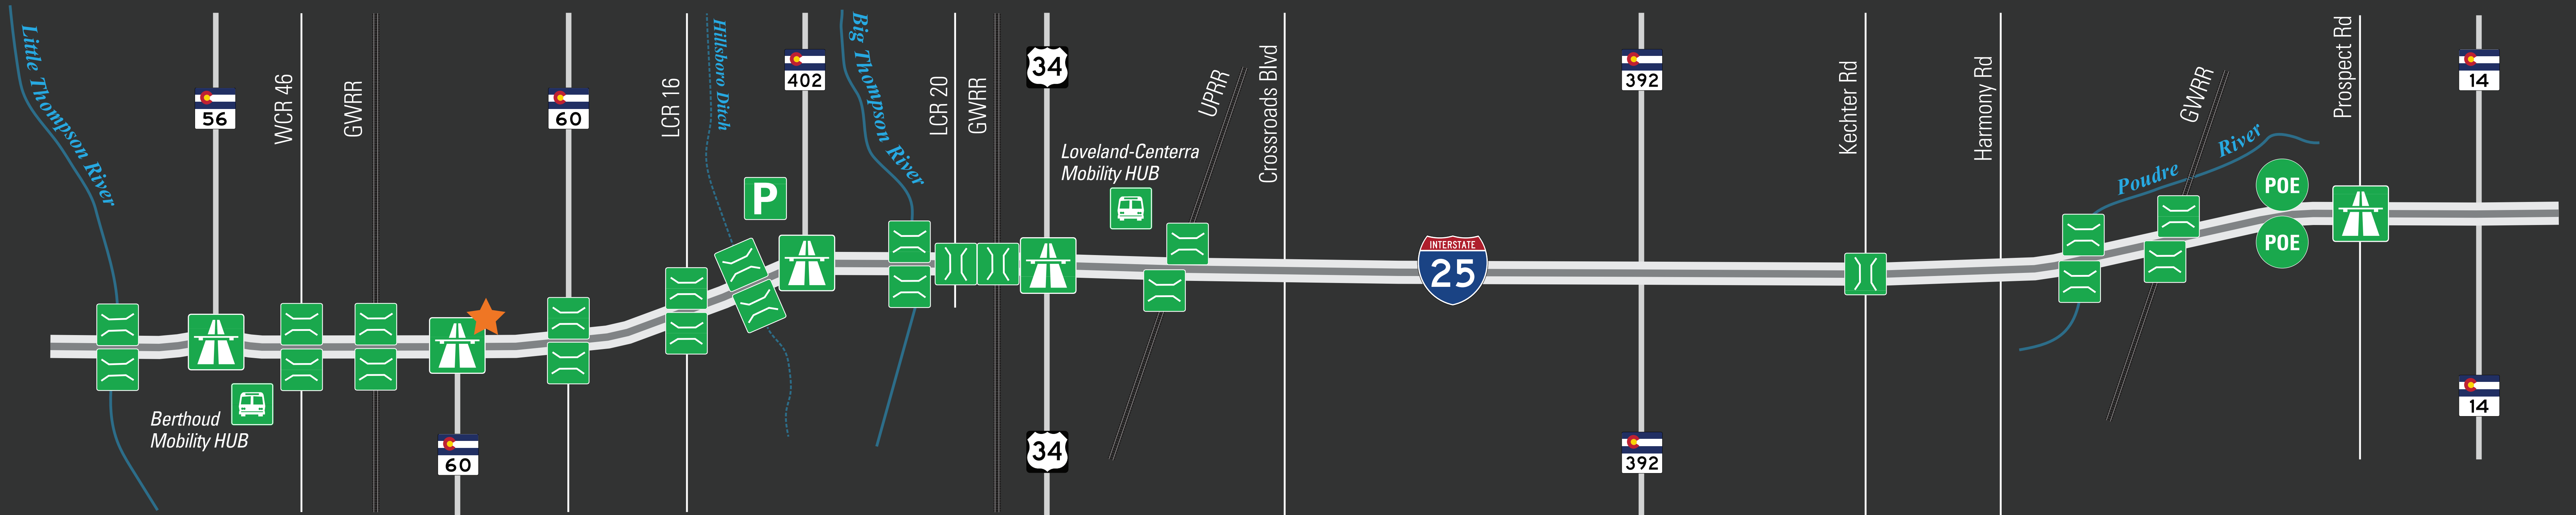 Little Thompson River
56
WCR 46
GWRR
60
LCR 16
Hillsboro Ditch
402
Big Thompson River
LCR 20
GWRR
34
Loveland-Centerra
Mobility HUB
UPRR
Crossroads Blvd
392
Kechter Rd
Harmony Rd
Poudre River
GWRR
Prospect Rd
14
P
POE
POE
INTERSTATE
25
Berthoud
Mobility HUB
60
34
392
14